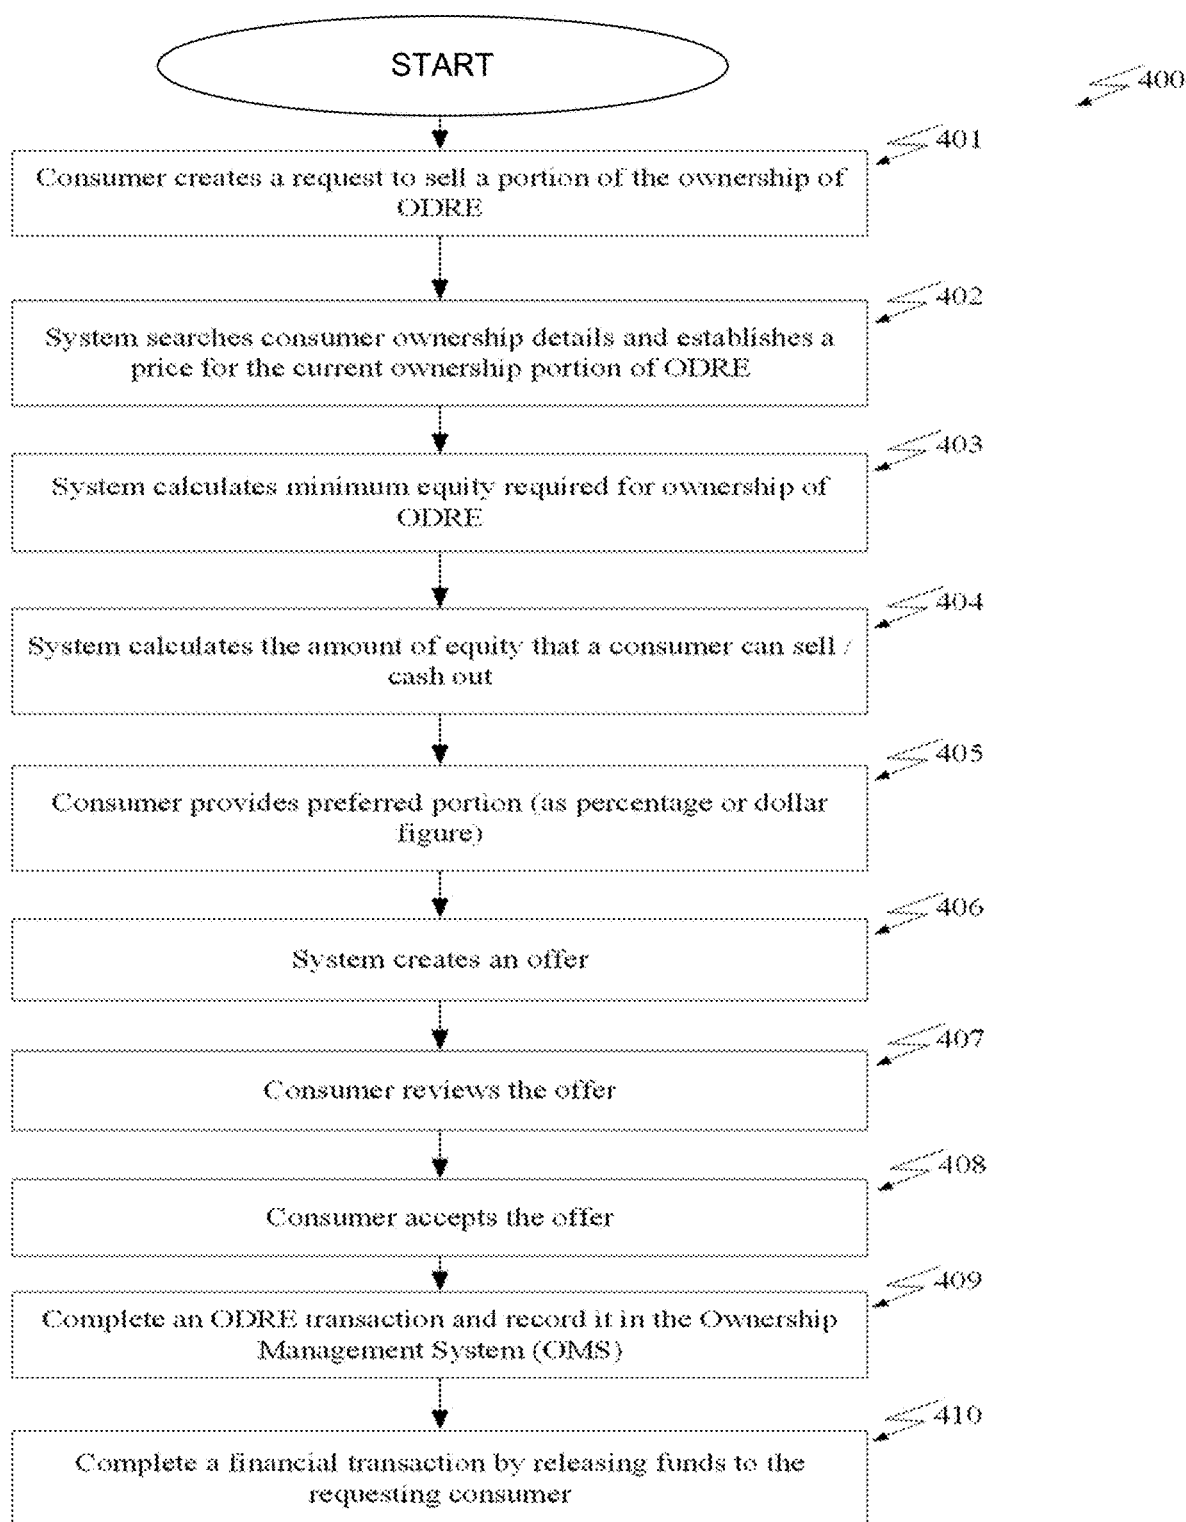 START
400
401
Consumer creates a request to sell a portion of the ownership of
ODRE
402
System searches consumer ownership details and establishes a
price for the current ownership portion of ODRE
403
System calculates minimum equity required for ownership of
ODRE
404
System calculates the amount of equity that a consumer can sell /
cash out
405
Consumer provides preferred portion (as percentage or dollar
figure)
406
System creates an offer
407
Consumer reviews the offer
408
Consumer accepts the offer
409
Complete an ODRE transaction and record it in the Ownership
Management System (OMS)
410
Complete a financial transaction by releasing funds to the
requesting consumer